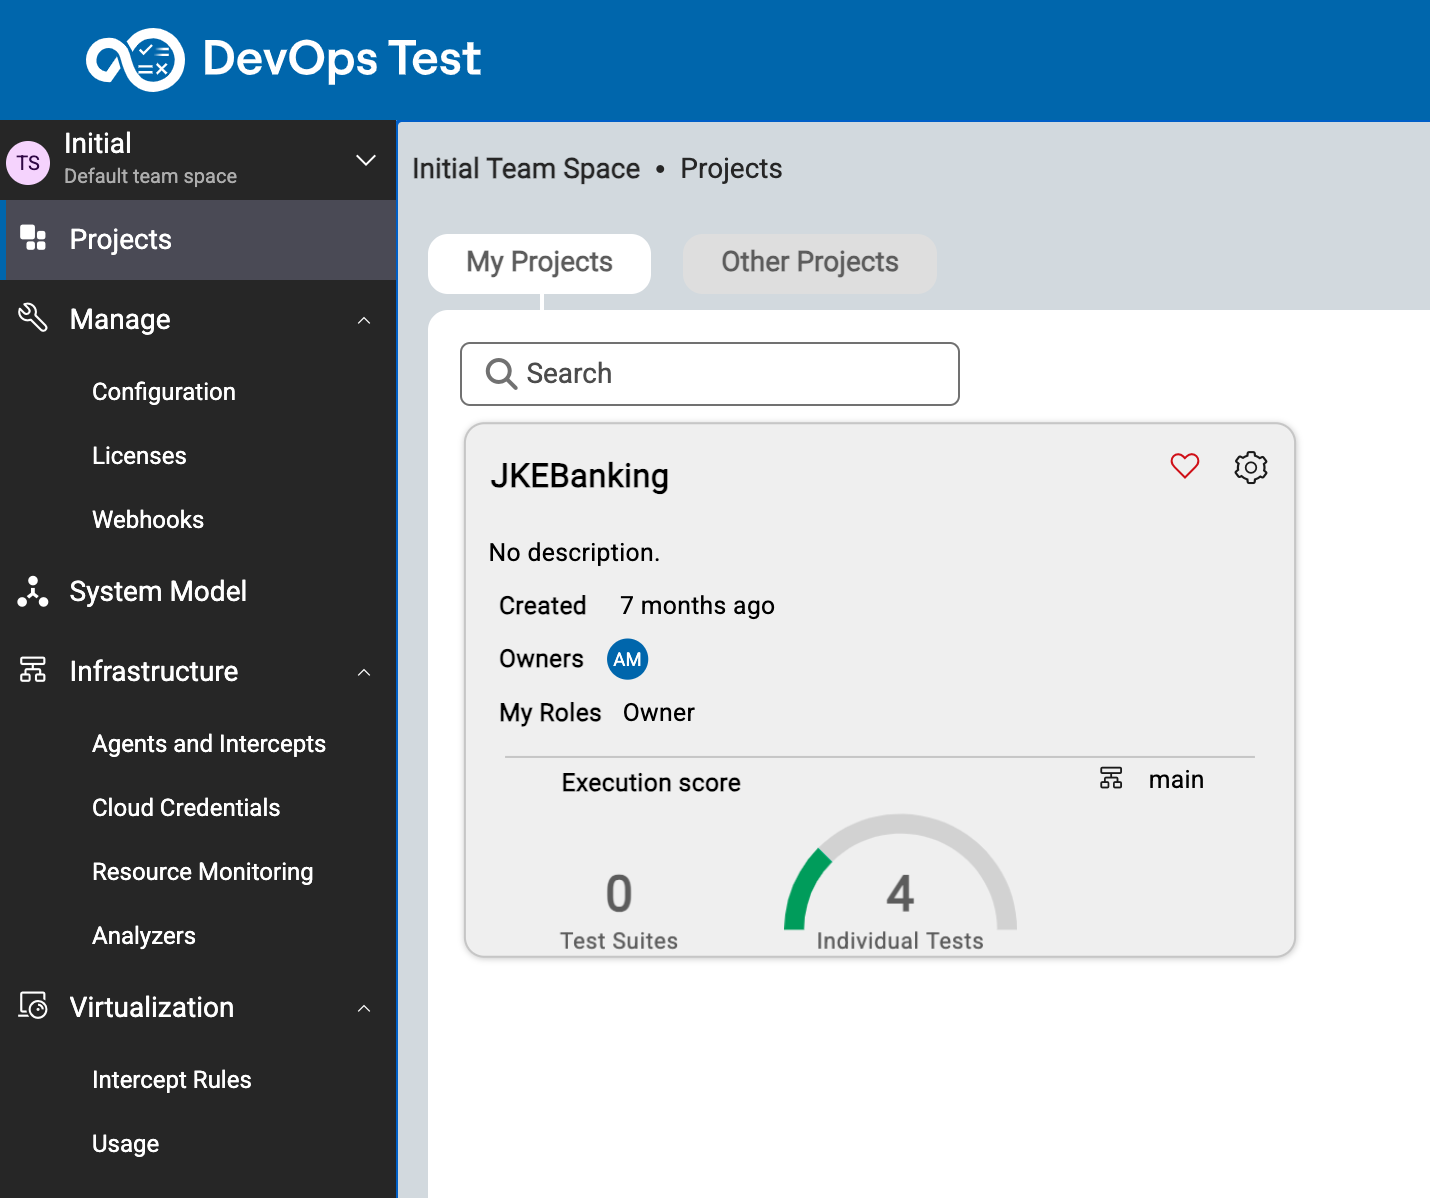 DevOps Test
TS
Initial
Default team space
Projects
Manage
Configuration
Licenses
Webhooks
System Model
Infrastructure
Agents and Intercepts
Cloud Credentials
Resource Monitoring
Analyzers
Virtualization
Intercept Rules
Usage
Initial Team Space • Projects
My Projects
Other Projects
Search
JKEBanking
No description.
Created 7 months ago
Owners AM
My Roles Owner
Execution score
main
0
Test Suites
4
Individual Tests